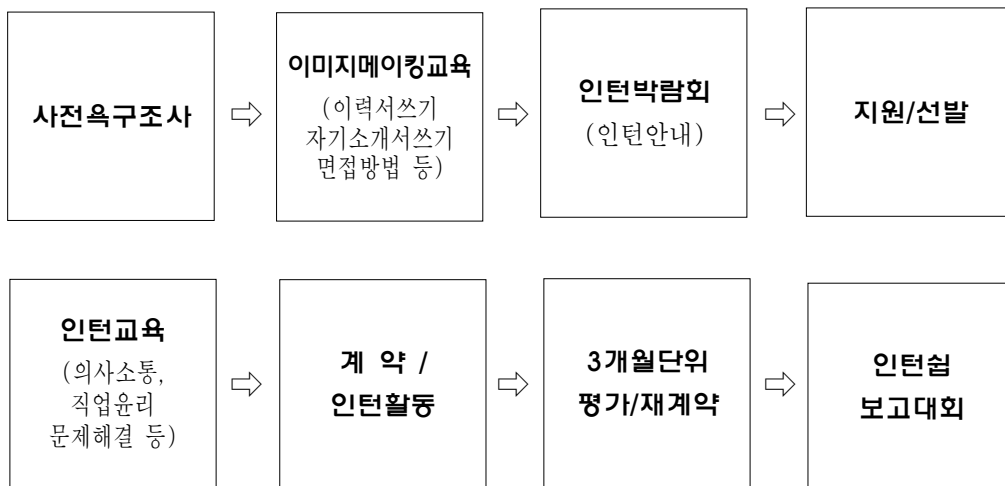 사전욕구조사
이미지메이킹교육
(이력서쓰기
자기소개서쓰기
면접방법 등)
인턴박람회
(인턴안내)
지원/선발
인턴교육
(의사소통,
직업윤리
문제해결 등)
계 약 /
인턴활동
3개월단위
평가/재계약
인턴쉽
보고대회